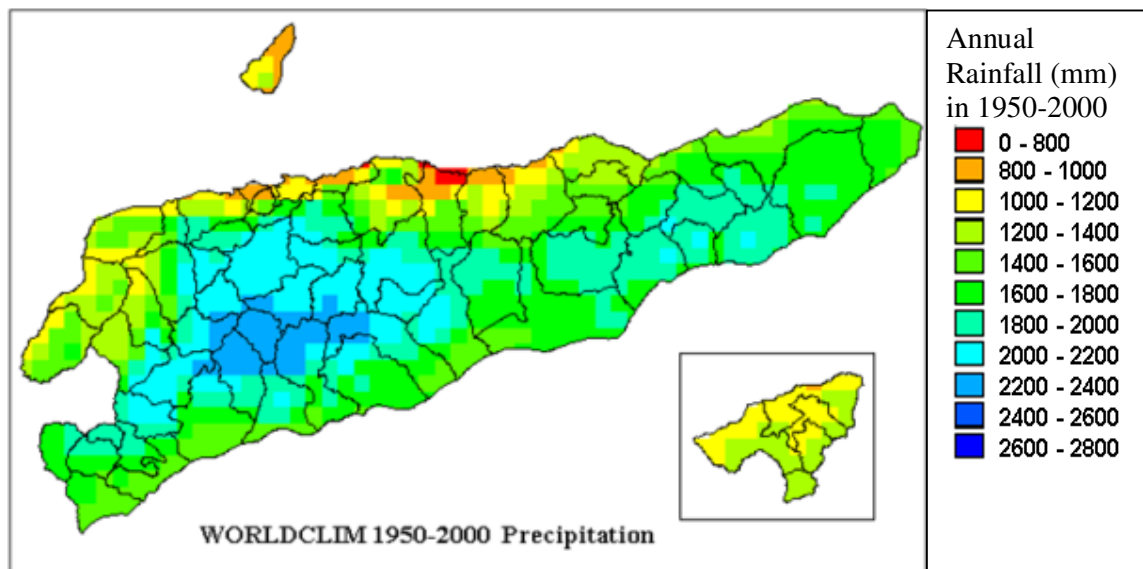 Annual
Rainfall (mm)
in 1950-2000
0 - 800
800 - 1000
1000 - 1200
1200 - 1400
1400 - 1600
1600 - 1800
1800 - 2000
2000 - 2200
2200 - 2400
2400 - 2600
2600 - 2800
WORLDCLIM 1950-2000 Precipitation